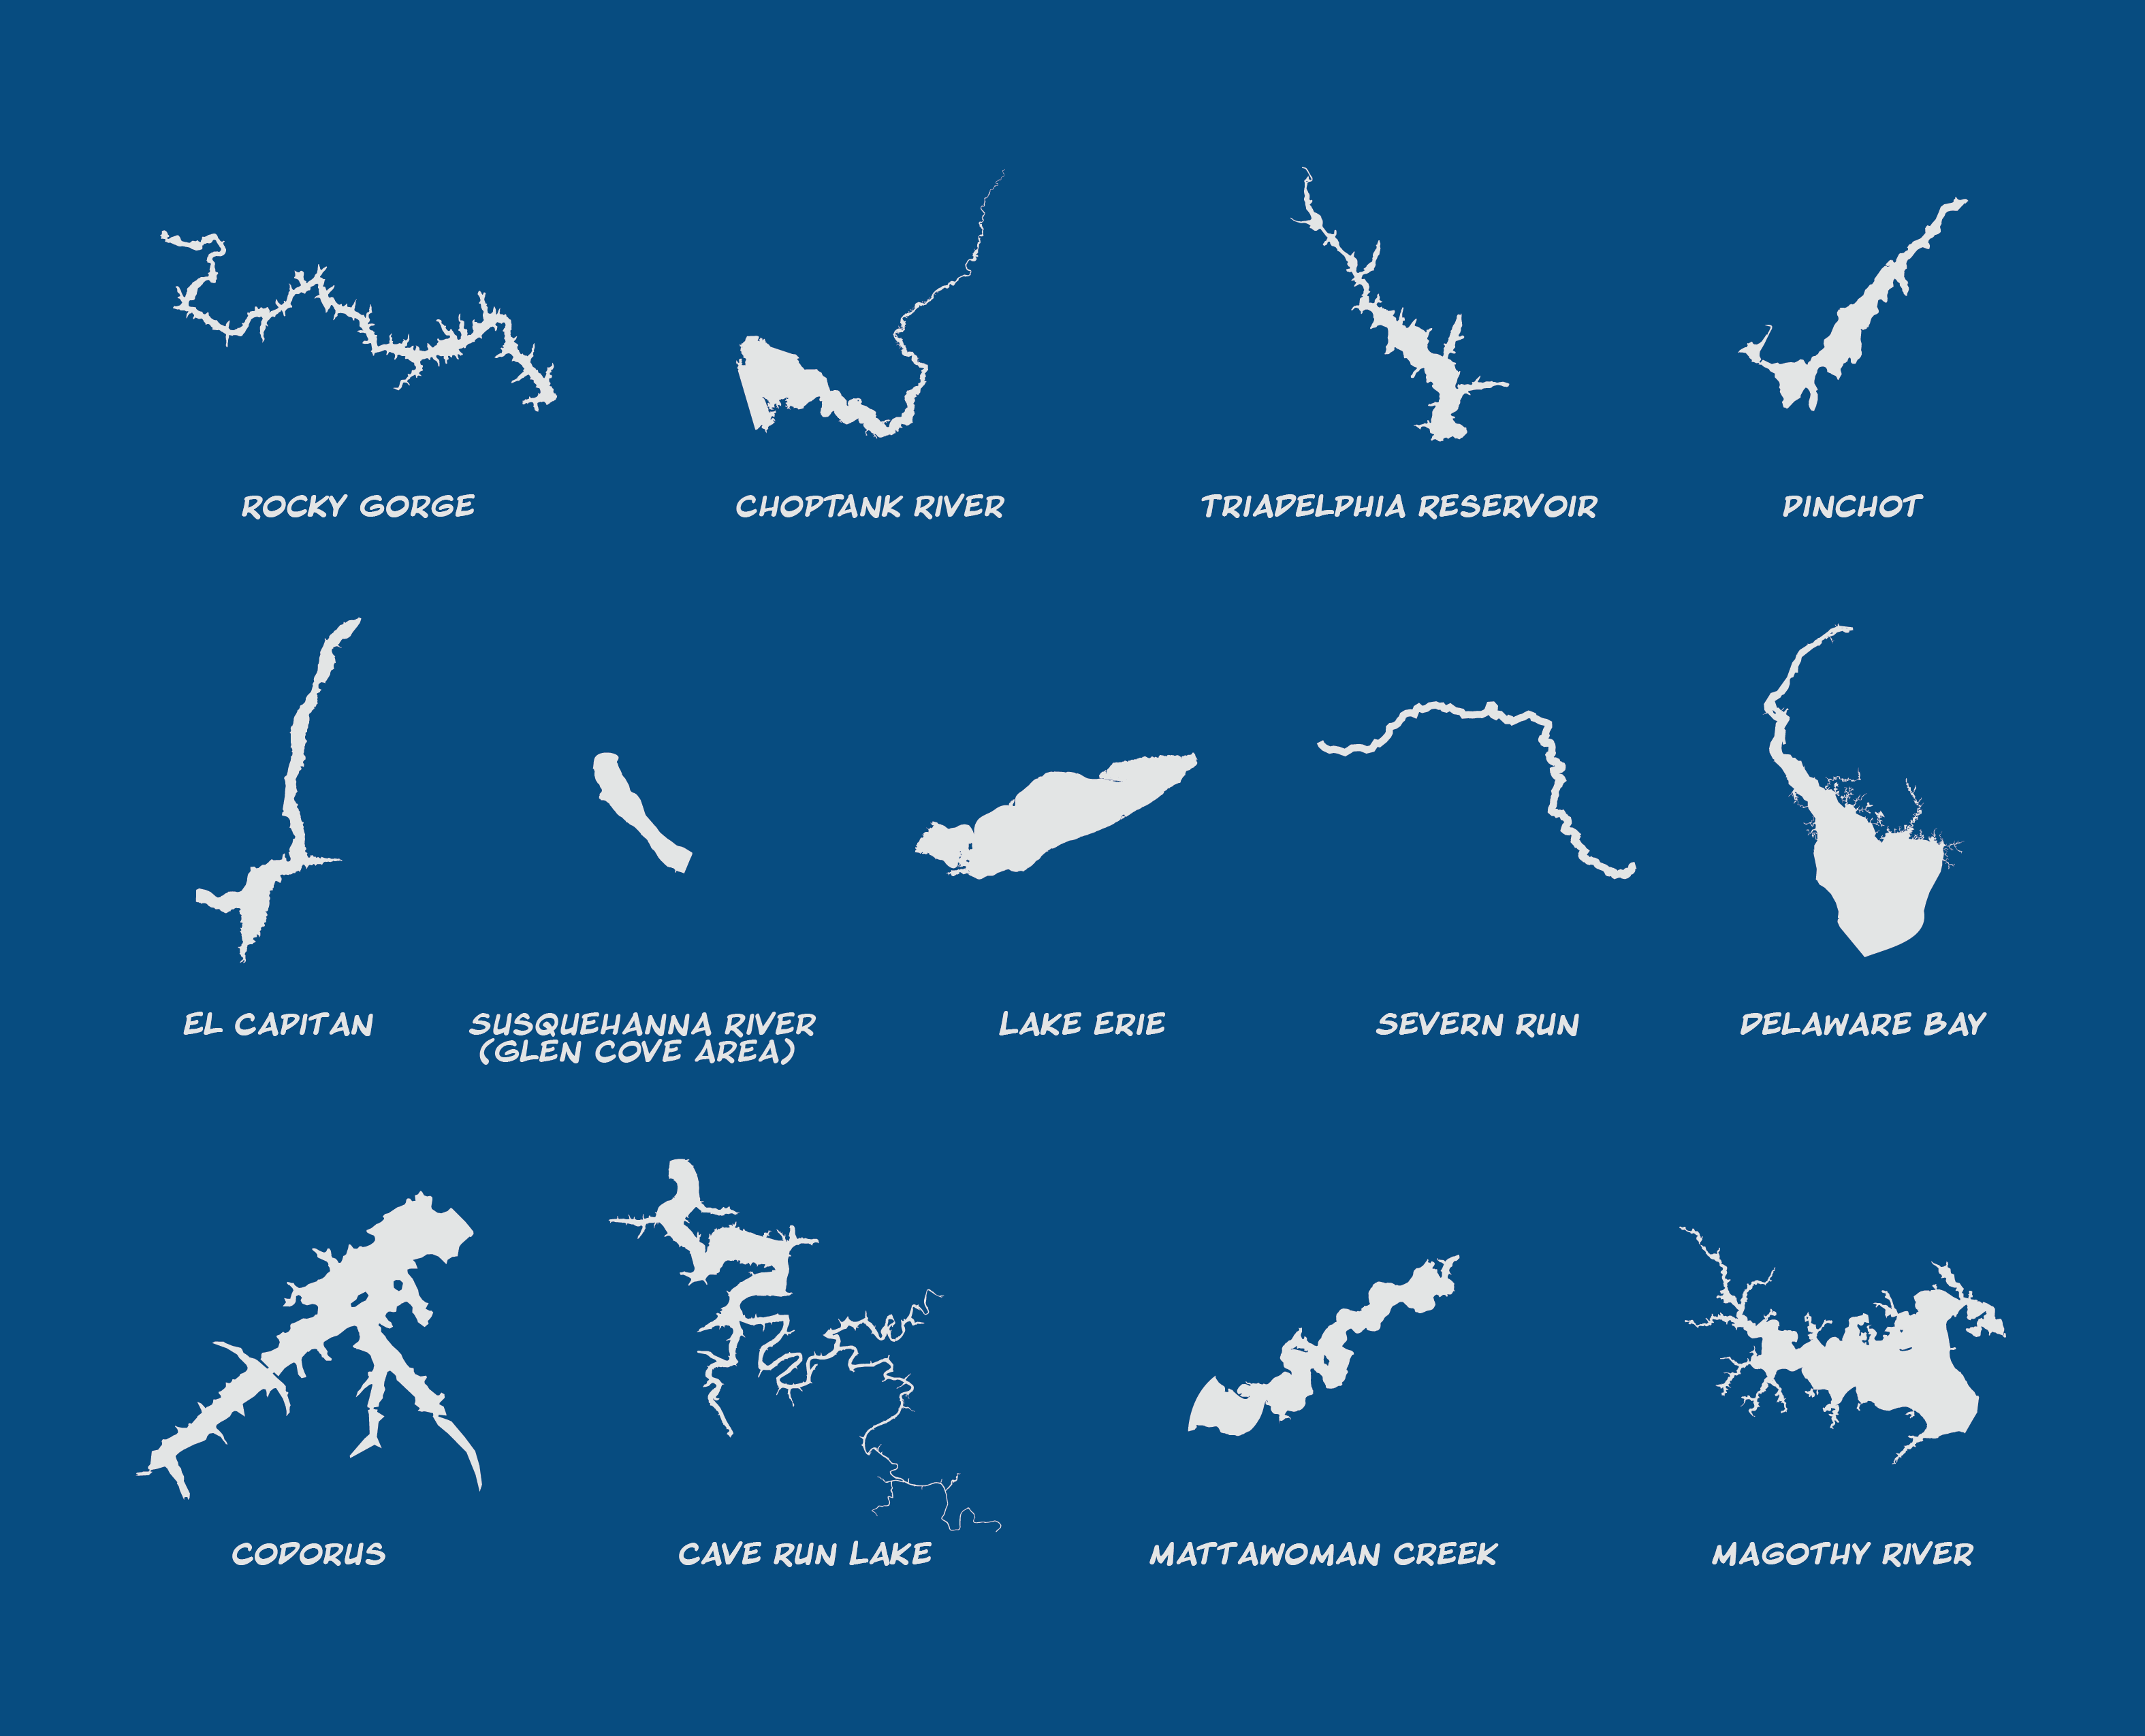 ROCKY GORGE
CHOPTANK RIVER
TRIADELPHIA RESERVOIR
PINCHOT
EL CAPITAN
SUSQUEHANNA RIVER
(GLEN COVE AREA)
LAKE ERIE
SEVERN RUN
DELAWARE BAY
CODORUS
CAVE RUN LAKE
MATTAWOMAN CREEK
MAGOTHY RIVER